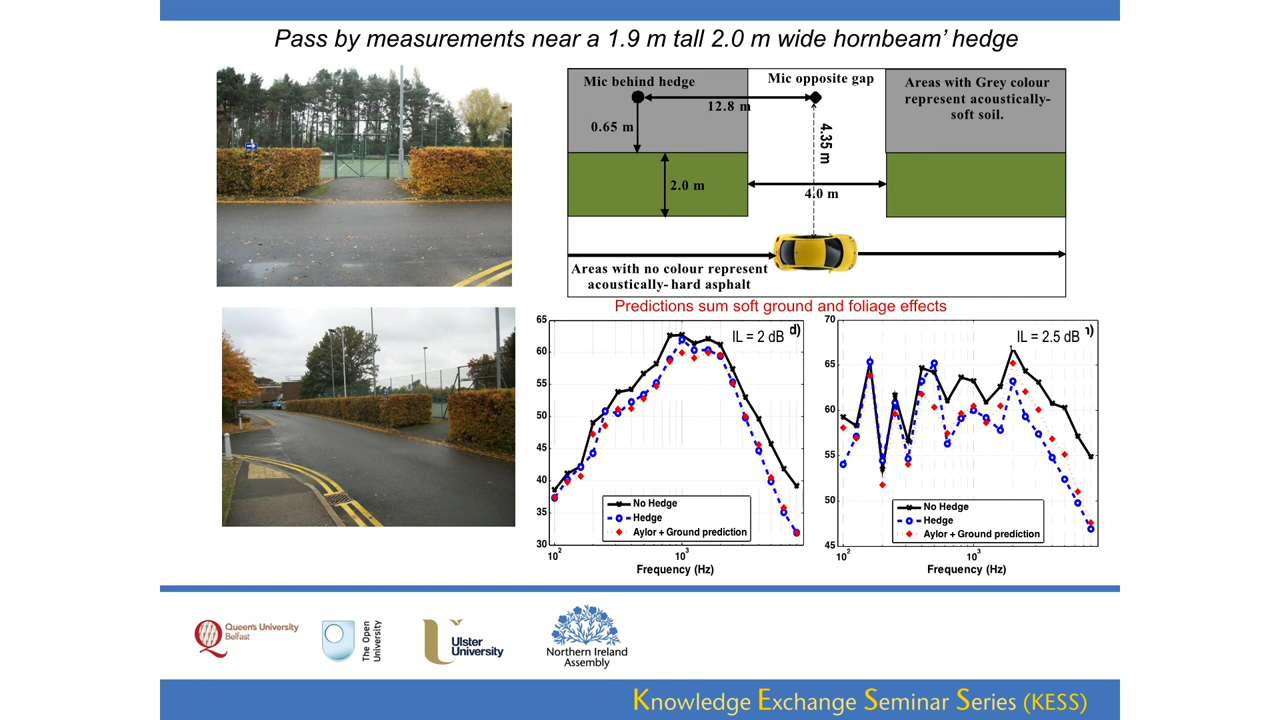 Pass by measurements near a 1.9 m tall 2.0 m wide hornbeam’ hedge
Mic behind hedge
Mic opposite gap
Areas with Grey colour
represent acoustically-
soft soil.
12.8 m
0.65 m
4.35 m
2.0 m
4.0 m
Areas with no colour represent
acoustically- hard asphalt
Predictions sum soft ground and foliage effects
65
60
55
50
45
40
35
30
IL = 2 dB
d)
No Hedge
Hedge
Aylor + Ground prediction
10²
10³
Frequency (Hz)
70
65
60
55
50
45
IL = 2.5 dB
No Hedge
Hedge
Aylor + Ground prediction
10²
10³
Frequency (Hz)
Queen's University
Belfast
The Open
University
Ulster
University
Northern Ireland
Assembly
Knowledge Exchange Seminar Series (KESS)